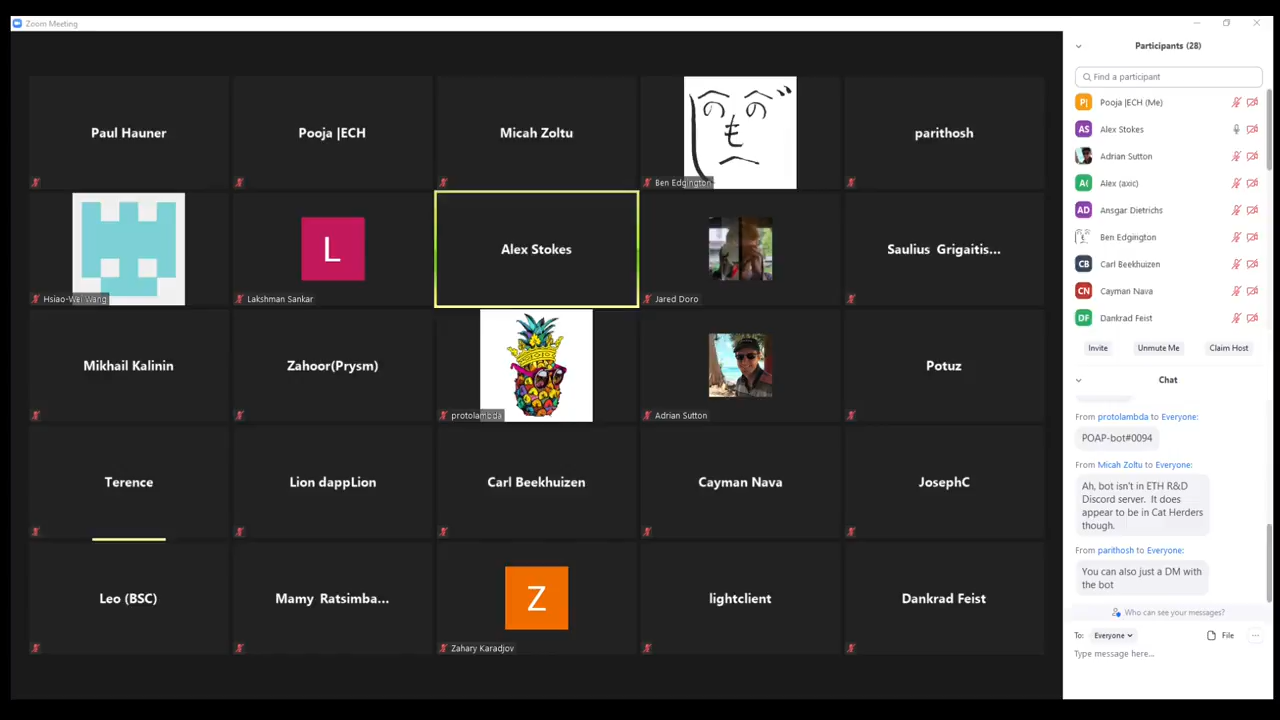 Zoom Meeting
Paul Hauner
Pooja |ECH
Micah Zoltu
Ben Edgington
parithosh
Hsiao-Wei Wang
L
Lakshman Sankar
Alex Stokes
Jared Doro
Saulius Grigaitis...
Mikhail Kalinin
Zahoor(Prysm)
protolambda
Adrian Sutton
Potuz
Terence
Lion dappLion
Carl Beekhuizen
Cayman Nava
JosephC
Leo (BSC)
Mamy Ratsimba...
Z
Zahary Karadjov
lightclient
Dankrad Feist
Participants (28)
Find a participant
P( Pooja |ECH (Me)
AS Alex Stokes
Adrian Sutton
A( Alex (axic)
AD Ansgar Dietrichs
Ben Edgington
CB Carl Beekhuizen
CN Cayman Nava
DF Dankrad Feist
Invite Unmute Me Claim Host
Chat
From protolambda to Everyone:
POAP-bot#0094
From Micah Zoltu to Everyone:
Ah, bot isn't in ETH R&D
Discord server. It does
appear to be in Cat Herders
though.
From parithosh to Everyone:
You can also just a DM with
the bot
Who can see your messages?
To: Everyone File ...
Type message here...